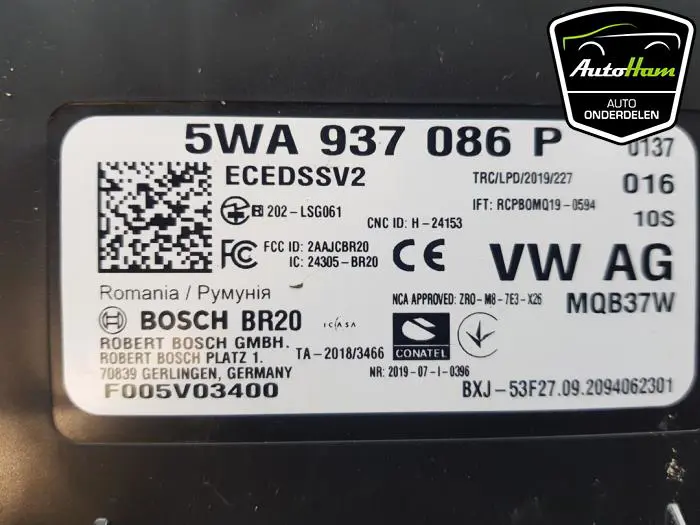 AutoHam
AUTO
ONDERDELEN
5WA 937 086 P 0137
ECEDSSV2
TRC/LPD/2019/227 016
202-LSG061
IFT: RCPBOMQ19-0594
CNC ID: H-24153 10S
FC FCC ID: 2AAJCBR20
IC: 24305-BR20
CE VW AG
Romania / Румунія
NCA APPROVED: ZRO-M8-7E3-X26 MQB37W
BOSCH BR20
ICASA
ROBERT BOSCH GMBH.
ROBERT BOSCH PLATZ 1. TA-2018/3466 CONATEL
70839 GERLINGEN, GERMANY NR: 2019-07-I-0396
F005V03400 BXJ-53F27.09.2094062301